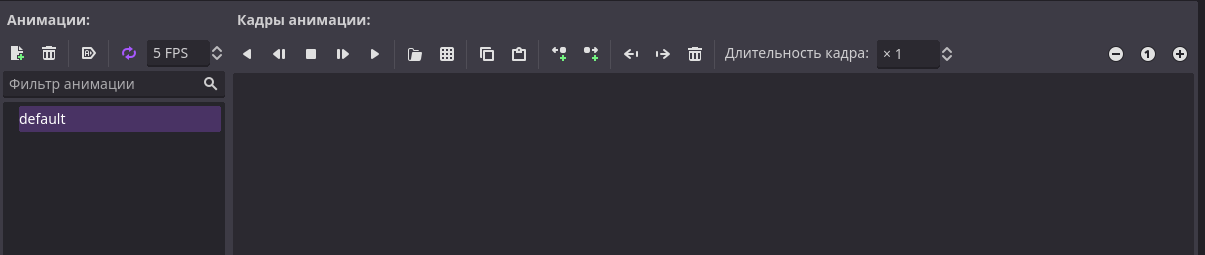 Анимации:
Кадры анимации:
5 FPS
Длительность кадра:
× 1
Фильтр анимации
default